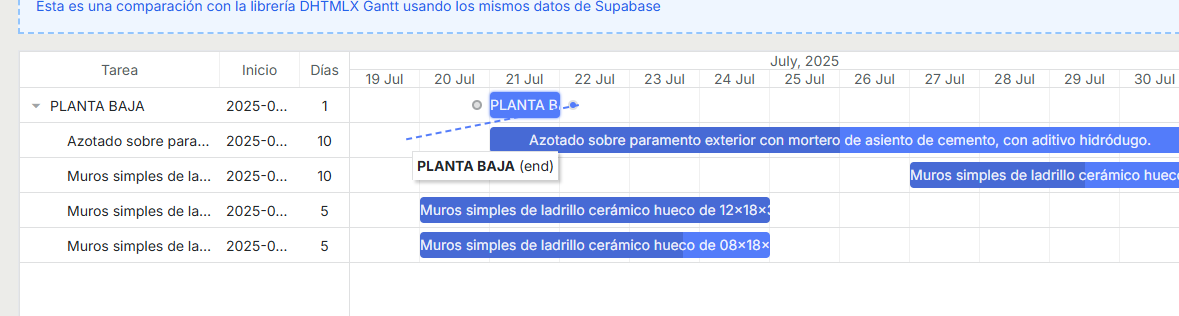 Esta es una comparación con la librería DHTMLX Gantt usando los mismos datos de Supabase
Tarea Inicio Días July, 2025
19 Jul 20 Jul 21 Jul 22 Jul 23 Jul 24 Jul 25 Jul 26 Jul 27 Jul 28 Jul 29 Jul 30 Jul
PLANTA BAJA 2025-0... 1 PLANTA B
Azotado sobre para... 2025-0... 10 Azotado sobre paramento exterior con mortero de asiento de cemento, con aditivo hidrófugo.
PLANTA BAJA (end)
Muros simples de la... 2025-0... 10 Muros simples de ladrillo cerámico huec
Muros simples de la... 2025-0... 5 Muros simples de ladrillo cerámico hueco de 12×18×3
Muros simples de la... 2025-0... 5 Muros simples de ladrillo cerámico hueco de 08×18×